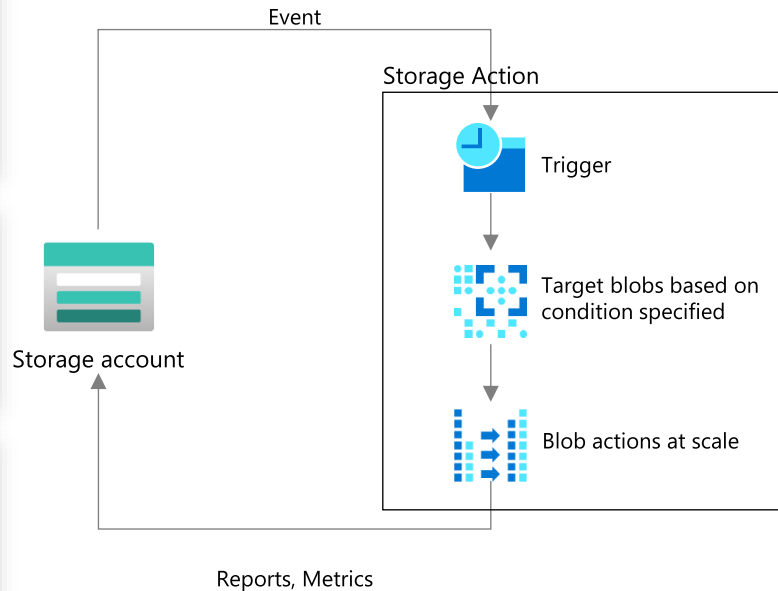 Event
Storage Action
Trigger
Target blobs based on
condition specified
Storage account
Blob actions at scale
Reports, Metrics